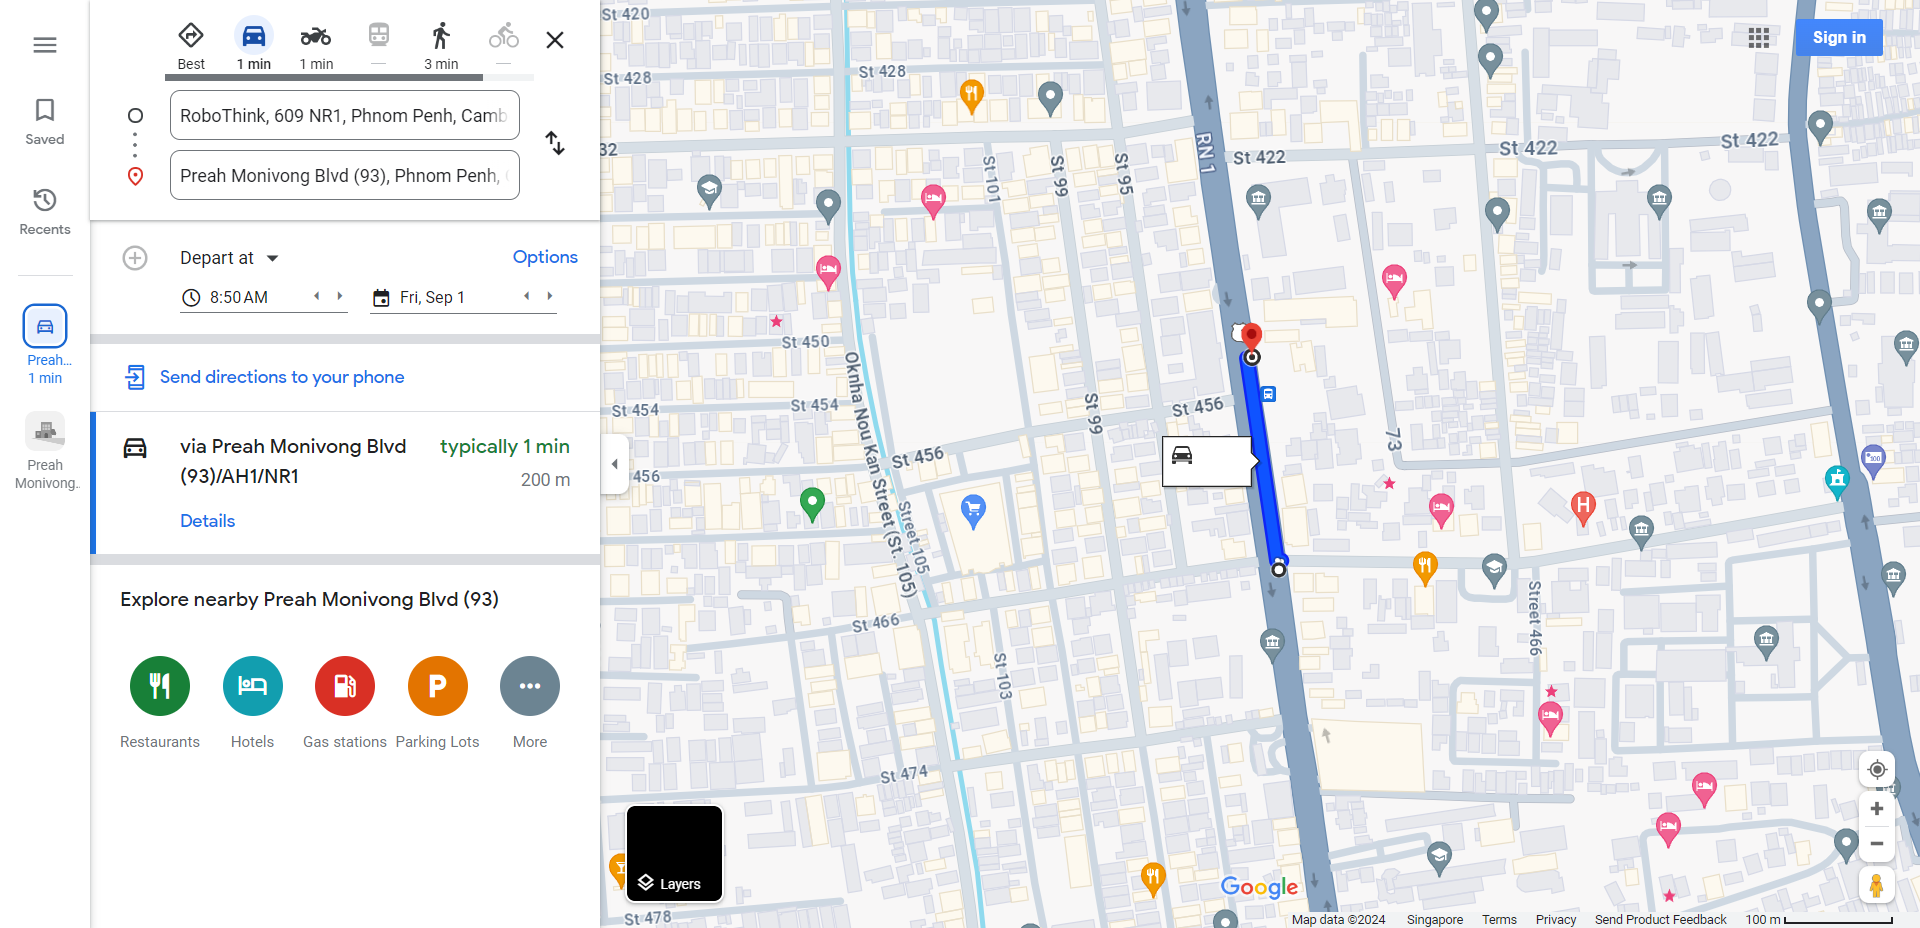 Best
1 min
1 min
3 min
RoboThink, 609 NR1, Phnom Penh, Camb
Preah Monivong Blvd (93), Phnom Penh,
Saved
Recents
Preah...
1 min
Preah
Monivong...
Depart at
Options
8:50 AM
Fri, Sep 1
Send directions to your phone
via Preah Monivong Blvd
(93)/AH1/NR1
typically 1 min
200 m
Details
Explore nearby Preah Monivong Blvd (93)
Restaurants
Hotels
Gas stations
Parking Lots
More
Sign in
St 420
St 428
St 428
32
St 101
St 99
St 95
RN 1
St 422
St 422
St 422
St 450
St 454
St 454
Oknha Nou Kan Street (St. 105)
St 99
St 456
73
456
St 456
Street 105
H
St 466
St 103
Street 466
St 474
St 478
Layers
Google
Map data ©2024
Singapore
Terms
Privacy
Send Product Feedback
100 m
P